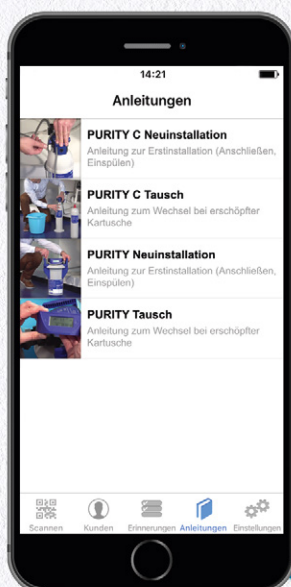 14:21
Anleitungen
PURITY C Neuinstallation
Anleitung zur Erstinstallation (Anschließen,
Einspülen)
PURITY C Tausch
Anleitung zum Wechsel bei erschöpfter
Kartusche
PURITY Neuinstallation
Anleitung zur Erstinstallation (Anschließen,
Einspülen)
PURITY Tausch
Anleitung zum Wechsel bei erschöpfter
Kartusche
Scannen Kunden Erinnerungen Anleitungen Einstellungen